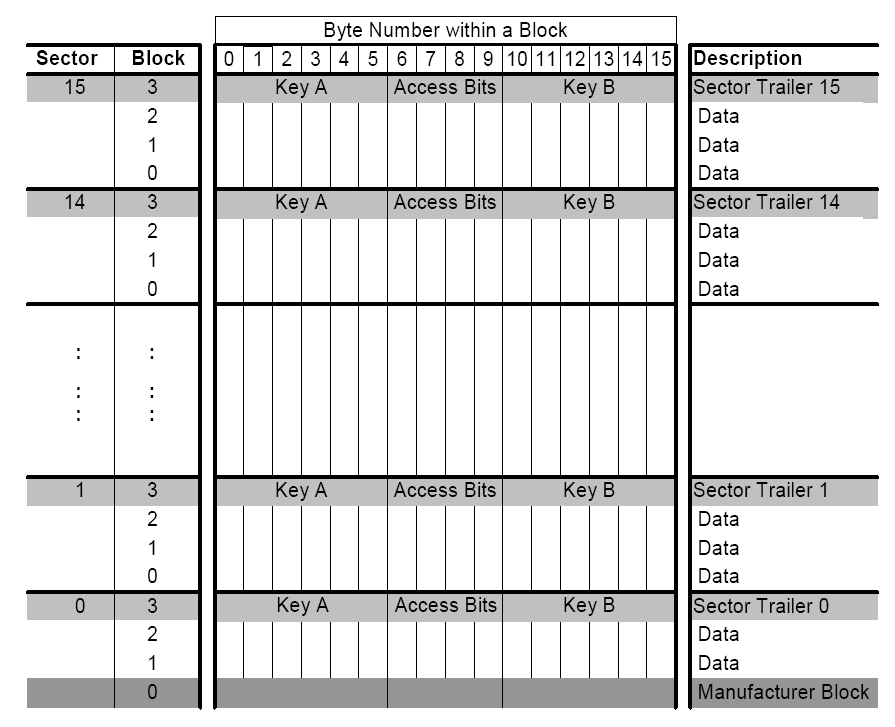 Byte Number within a Block
Sector Block 0 1 2 3 4 5 6 7 8 9 10 11 12 13 14 15 Description
15 3 Key A Access Bits Key B Sector Trailer 15
2 Data
1 Data
0 Data
14 3 Key A Access Bits Key B Sector Trailer 14
2 Data
1 Data
0 Data
: :
: :
: :
1 3 Key A Access Bits Key B Sector Trailer 1
2 Data
1 Data
0 Data
0 3 Key A Access Bits Key B Sector Trailer 0
2 Data
1 Data
0 Manufacturer Block